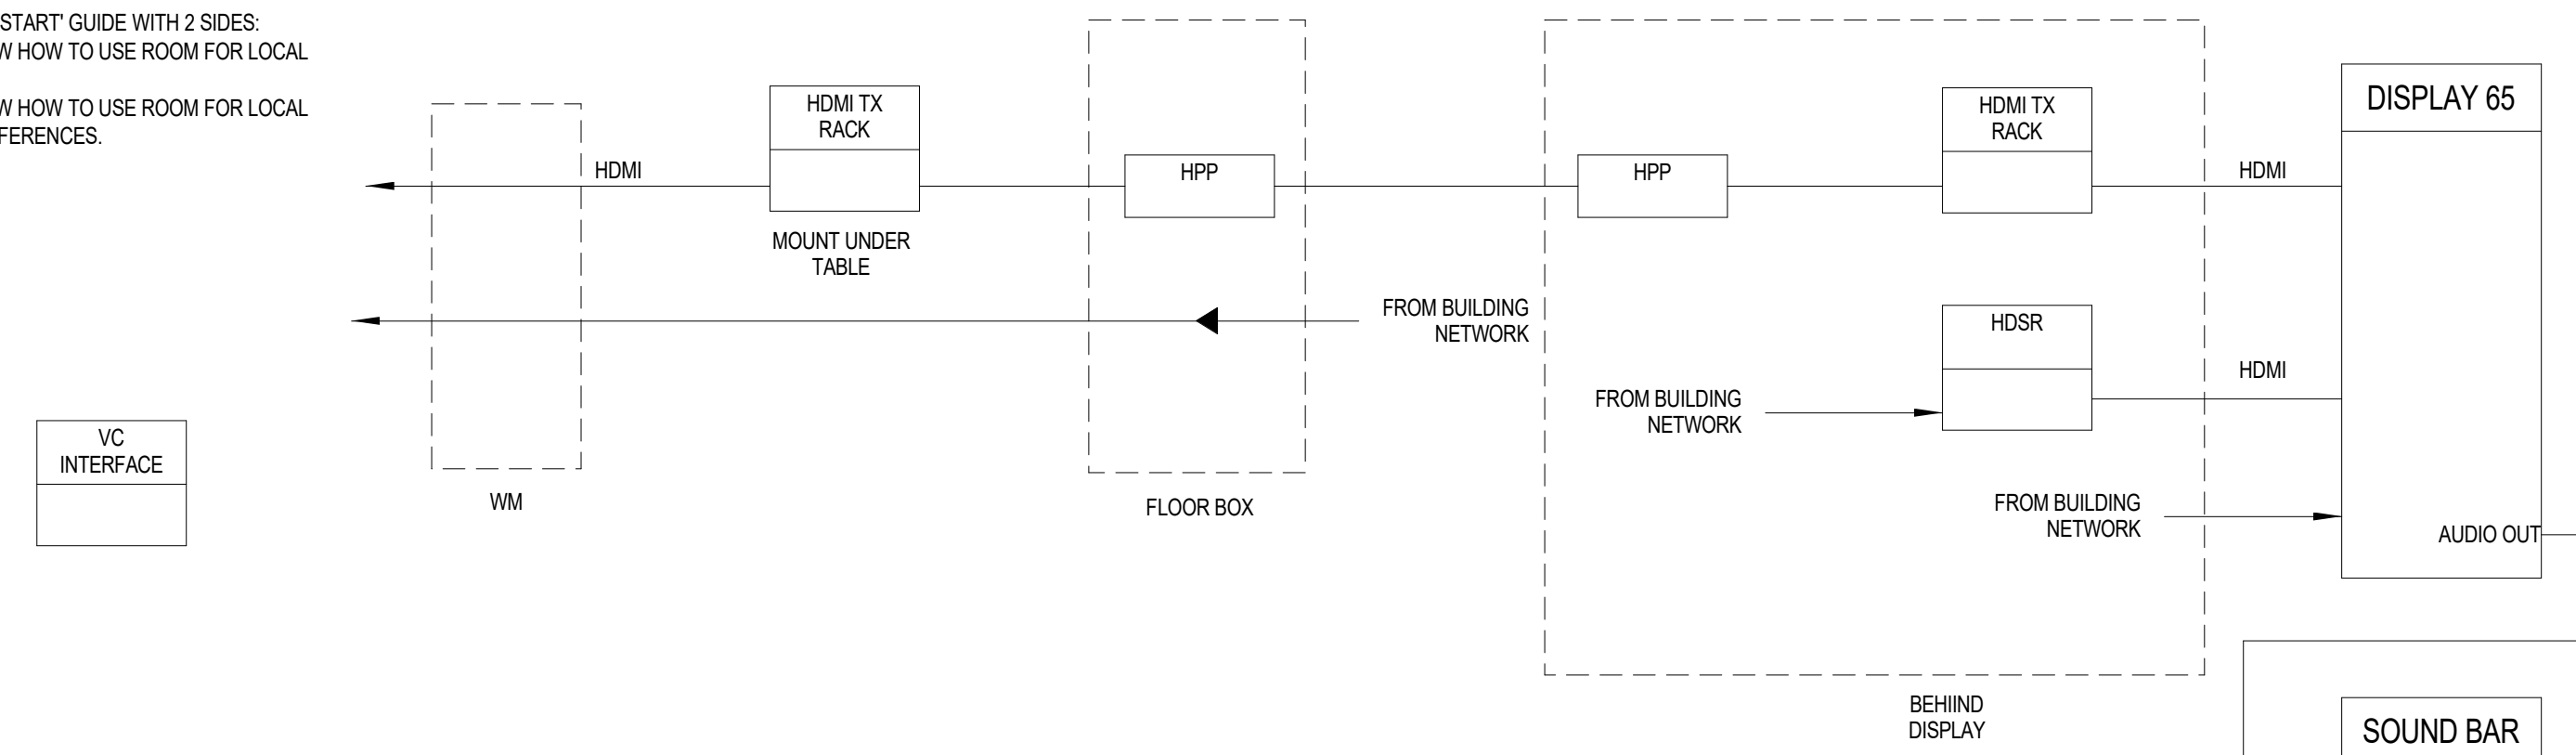 START' GUIDE WITH 2 SIDES:
HOW TO USE ROOM FOR LOCAL
HOW TO USE ROOM FOR LOCAL
FERENCES.
HDMI
HDMI TX
RACK
MOUNT UNDER
TABLE
HPP
FROM BUILDING
NETWORK
WM
FLOOR BOX
VC
INTERFACE
HPP
HDMI TX
RACK
HDMI
DISPLAY 65
HDSR
HDMI
FROM BUILDING
NETWORK
FROM BUILDING
NETWORK
AUDIO OUT
BEHIIND
DISPLAY
SOUND BAR